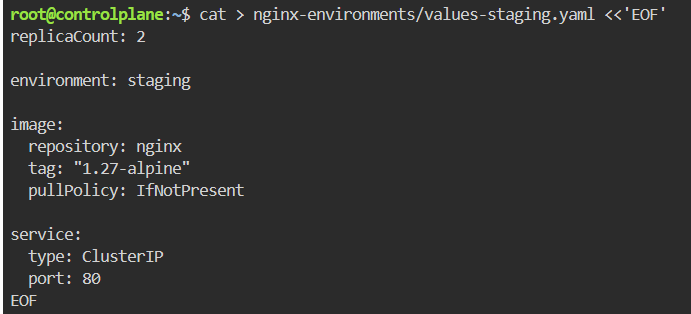 root@controlplane:~$ cat > nginx-environments/values-staging.yaml <<'EOF'
replicaCount: 2

environment: staging

image:
  repository: nginx
  tag: "1.27-alpine"
  pullPolicy: IfNotPresent

service:
  type: ClusterIP
  port: 80
EOF